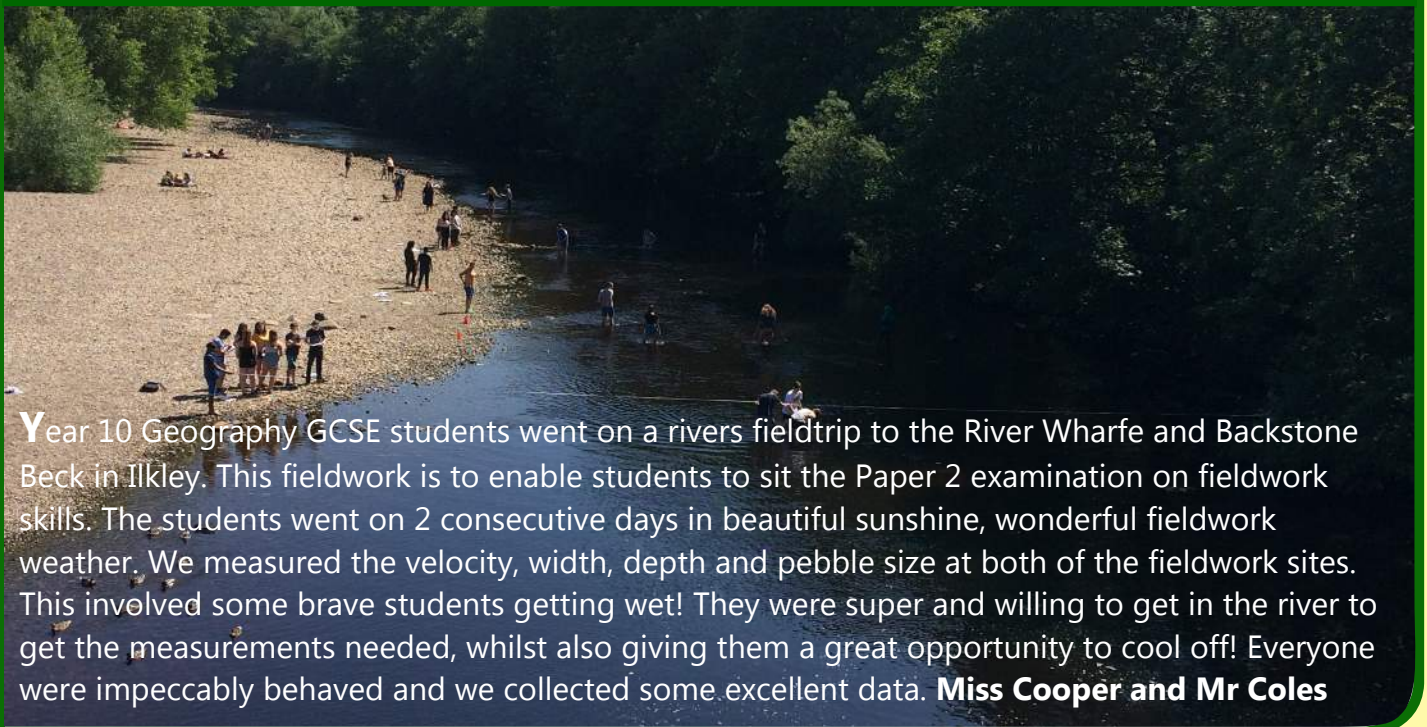 Year 10 Geography GCSE students went on a rivers fieldtrip to the River Wharfe and Backstone
Beck in Ilkley. This fieldwork is to enable students to sit the Paper 2 examination on fieldwork
skills. The students went on 2 consecutive days in beautiful sunshine, wonderful fieldwork
weather. We measured the velocity, width, depth and pebble size at both of the fieldwork sites.
This involved some brave students getting wet! They were super and willing to get in the river to
get the measurements needed, whilst also giving them a great opportunity to cool off! Everyone
were impeccably behaved and we collected some excellent data. Miss Cooper and Mr Coles